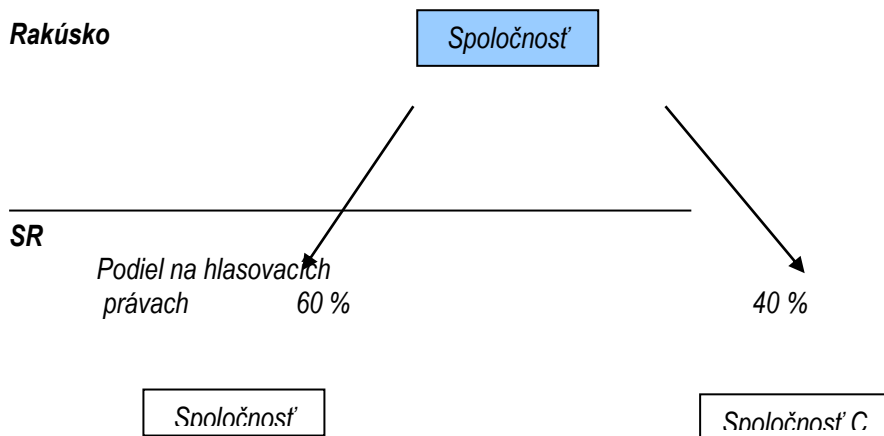 Rakúsko
Spoločnosť
SR
Podiel na hlasovacích
právach 60 % 40 %
Spoločnosť
Spoločnosť C